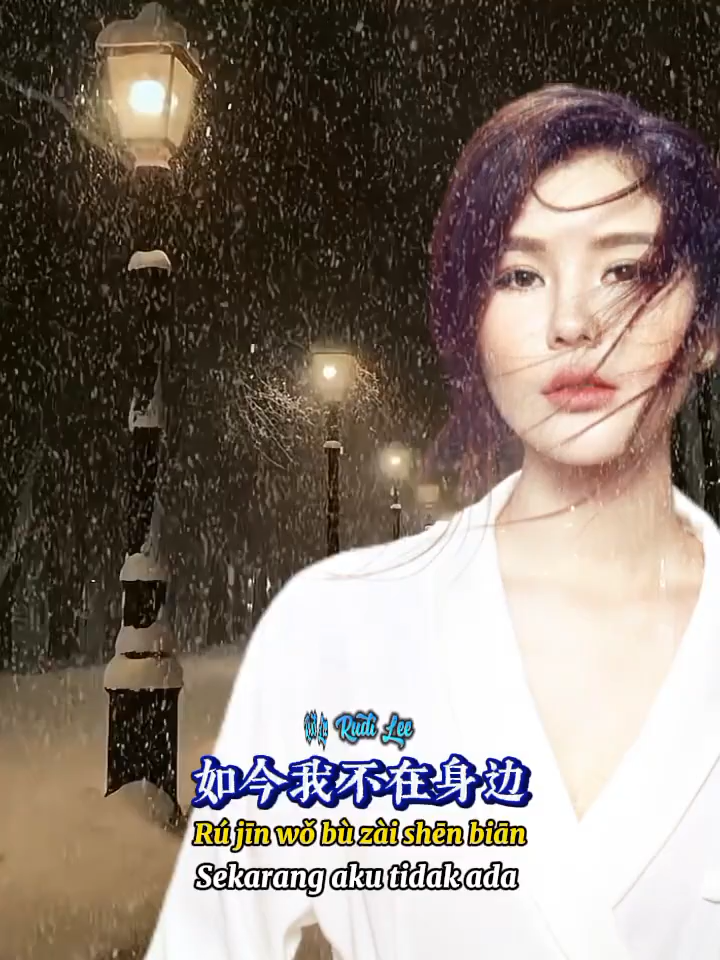 Rudi Lee
如今我不在身边
Rú jīn wǒ bù zài shēn biān
Sekarang aku tidak ada